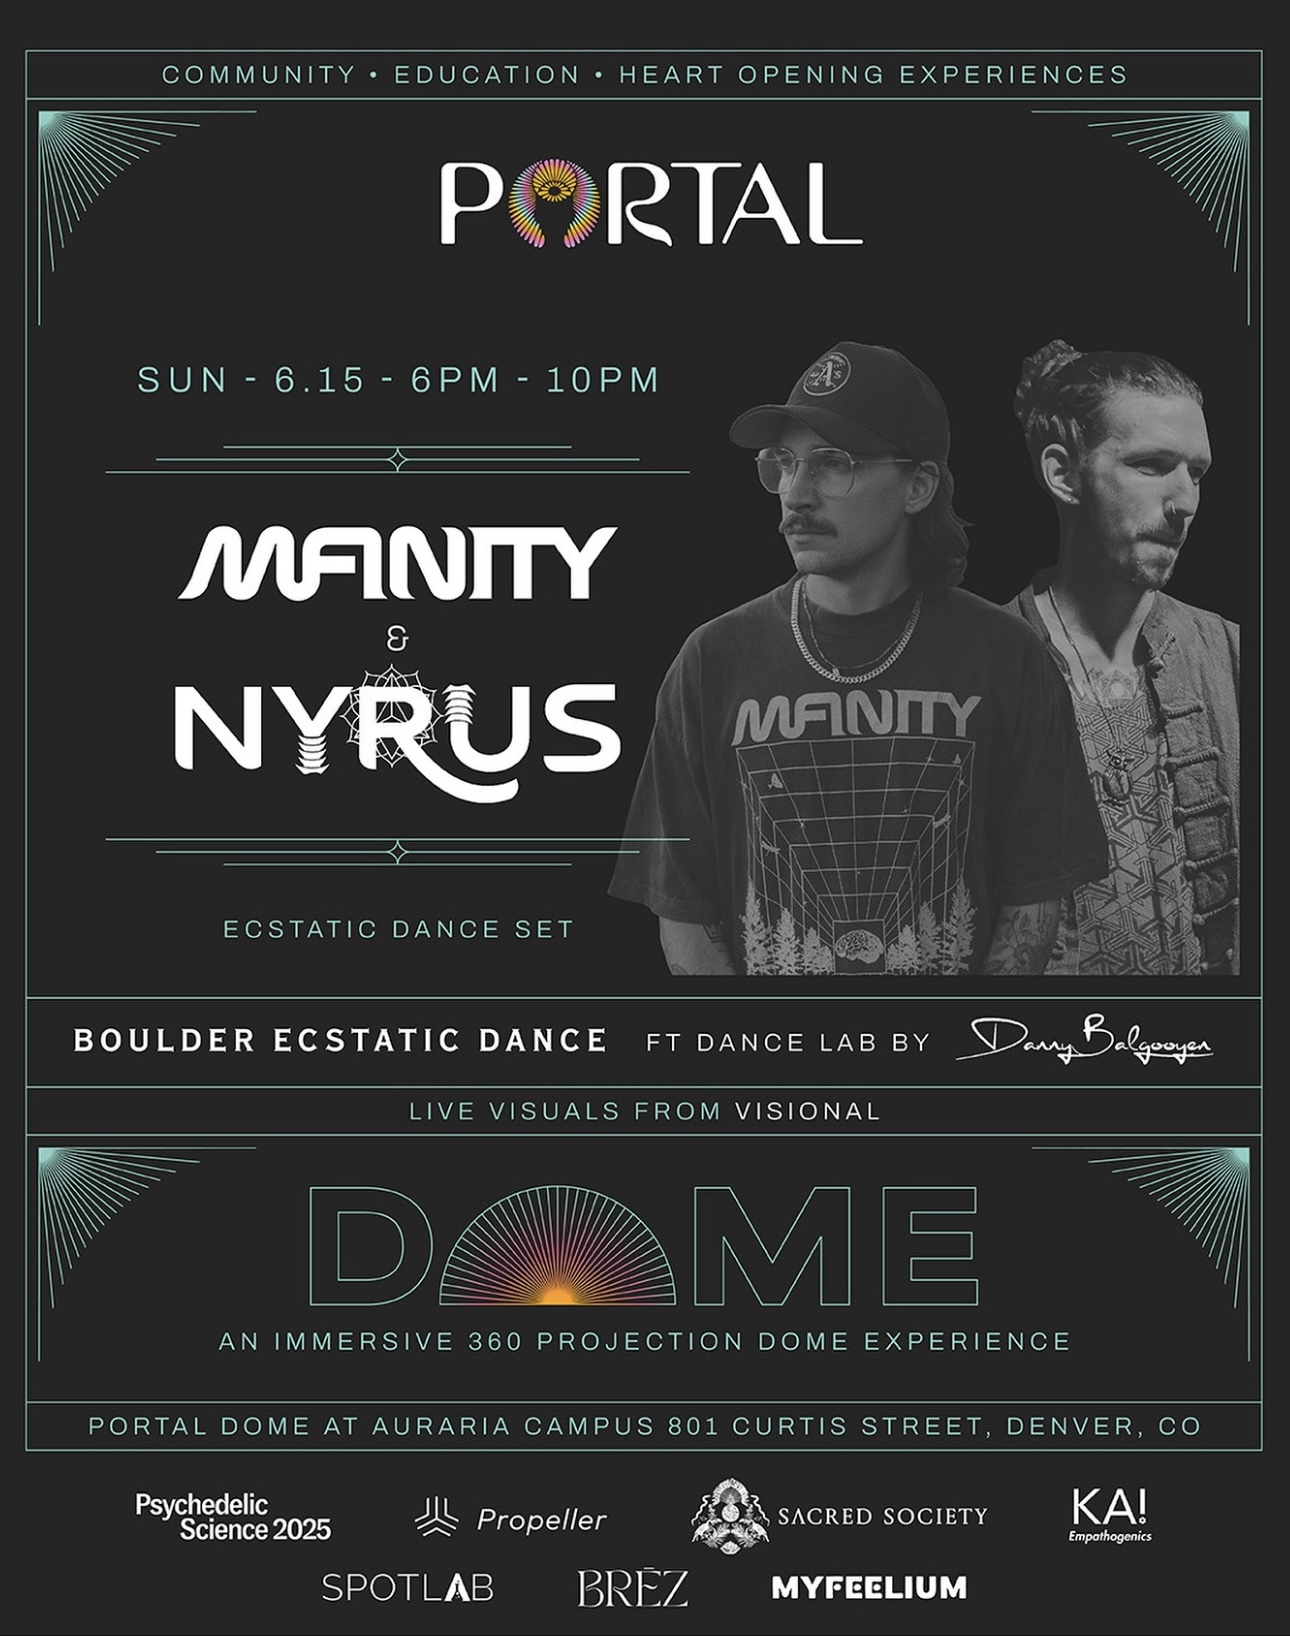 COMMUNITY • EDUCATION • HEART OPENING EXPERIENCES
PORTAL
SUN - 6.15 - 6PM - 10PM
MFINITY
&
NYRUS
A's
MFINITY
ECSTATIC DANCE SET
BOULDER ECSTATIC DANCE FT DANCE LAB BY Danny Balgooyen
LIVE VISUALS FROM VISIONAL
DOME
AN IMMERSIVE 360 PROJECTION DOME EXPERIENCE
PORTAL DOME AT AURARIA CAMPUS 801 CURTIS STREET, DENVER, CO
Psychedelic
Science 2025
Propeller
SACRED SOCIETY
KA!
Empathogenics
SPOTLAB
BRĒZ
MYFEELIUM